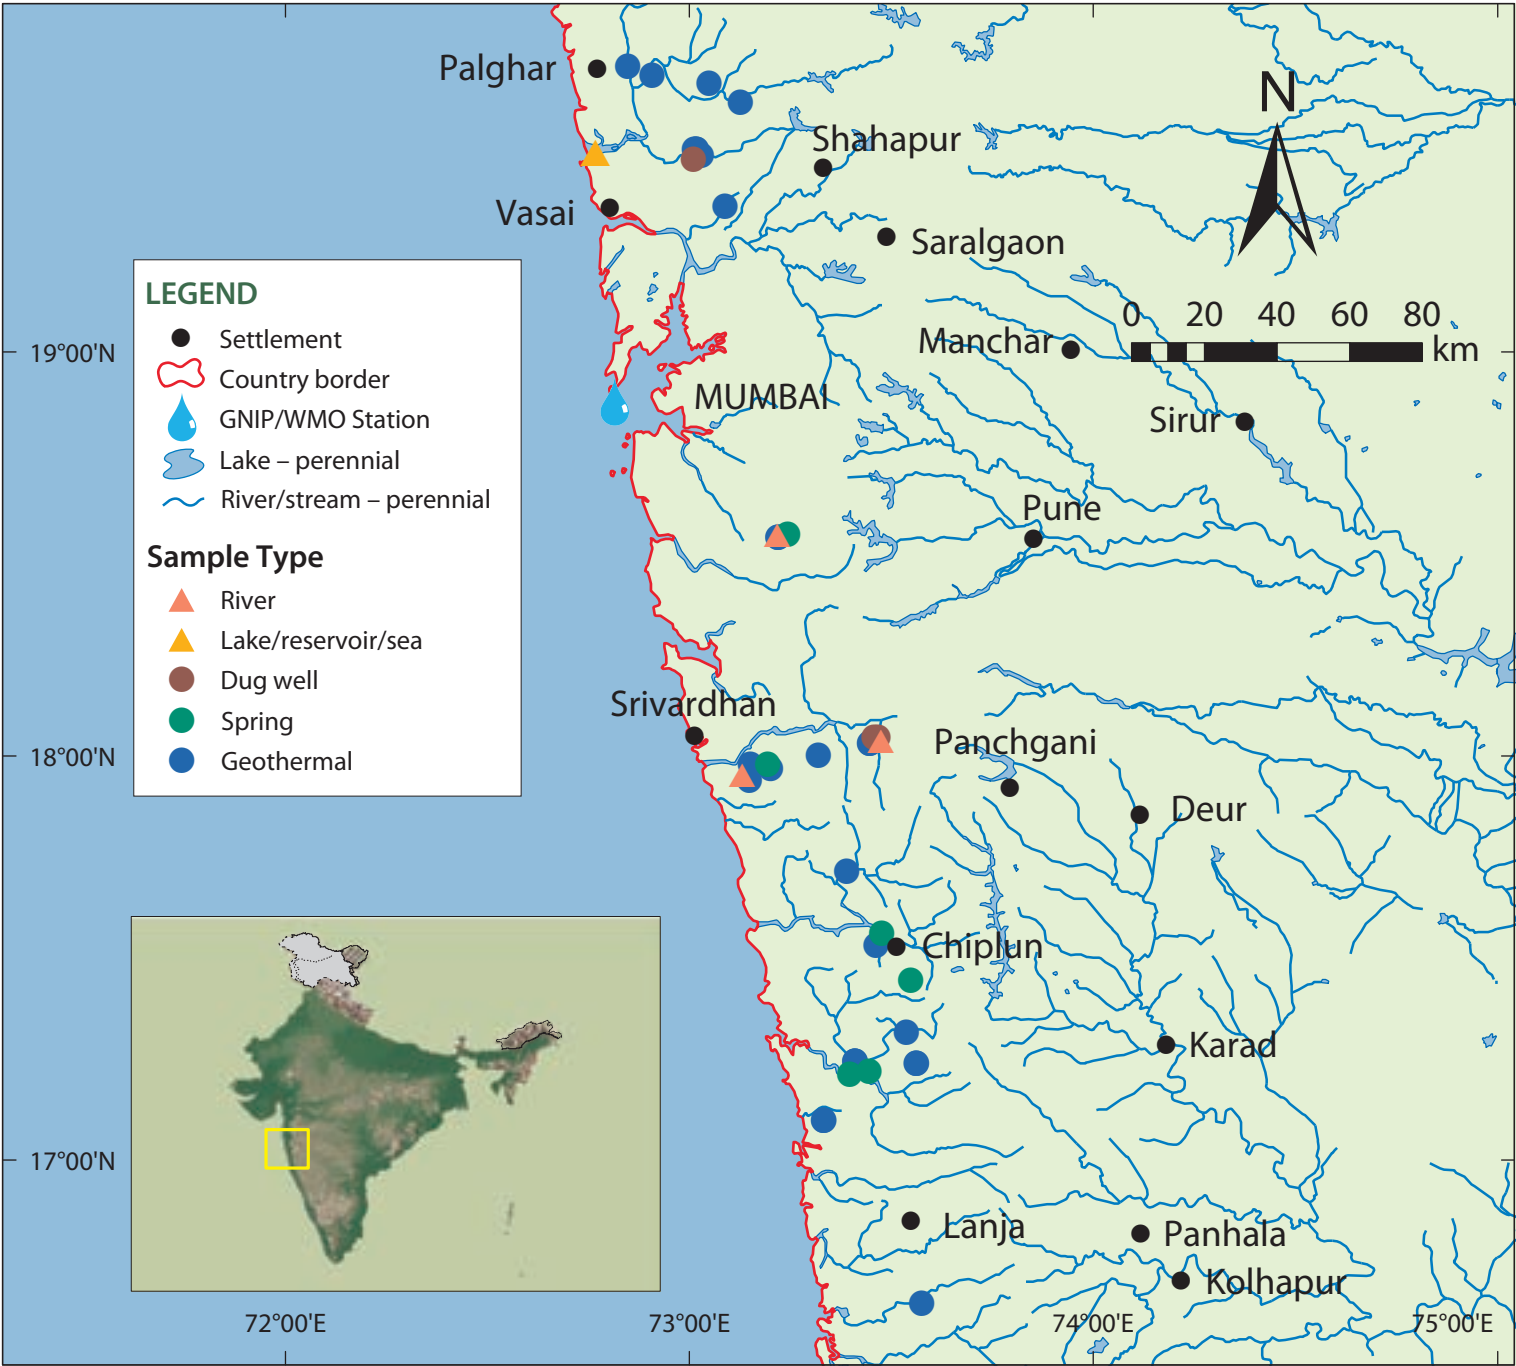 Palghar
N
Shahapur
Vasai
Saralgaon
LEGEND
Settlement
Country border
GNIP/WMO Station
Lake – perennial
River/stream – perennial
Sample Type
River
Lake/reservoir/sea
Dug well
Spring
Geothermal
0 20 40 60 80
km
19°00'N
Manchar
MUMBAI
Sirur
Pune
Srivardhan
18°00'N
Panchgani
Deur
Chiplun
Karad
17°00'N
Lanja
Panhala
Kolhapur
72°00'E
73°00'E
74°00'E
75°00'E